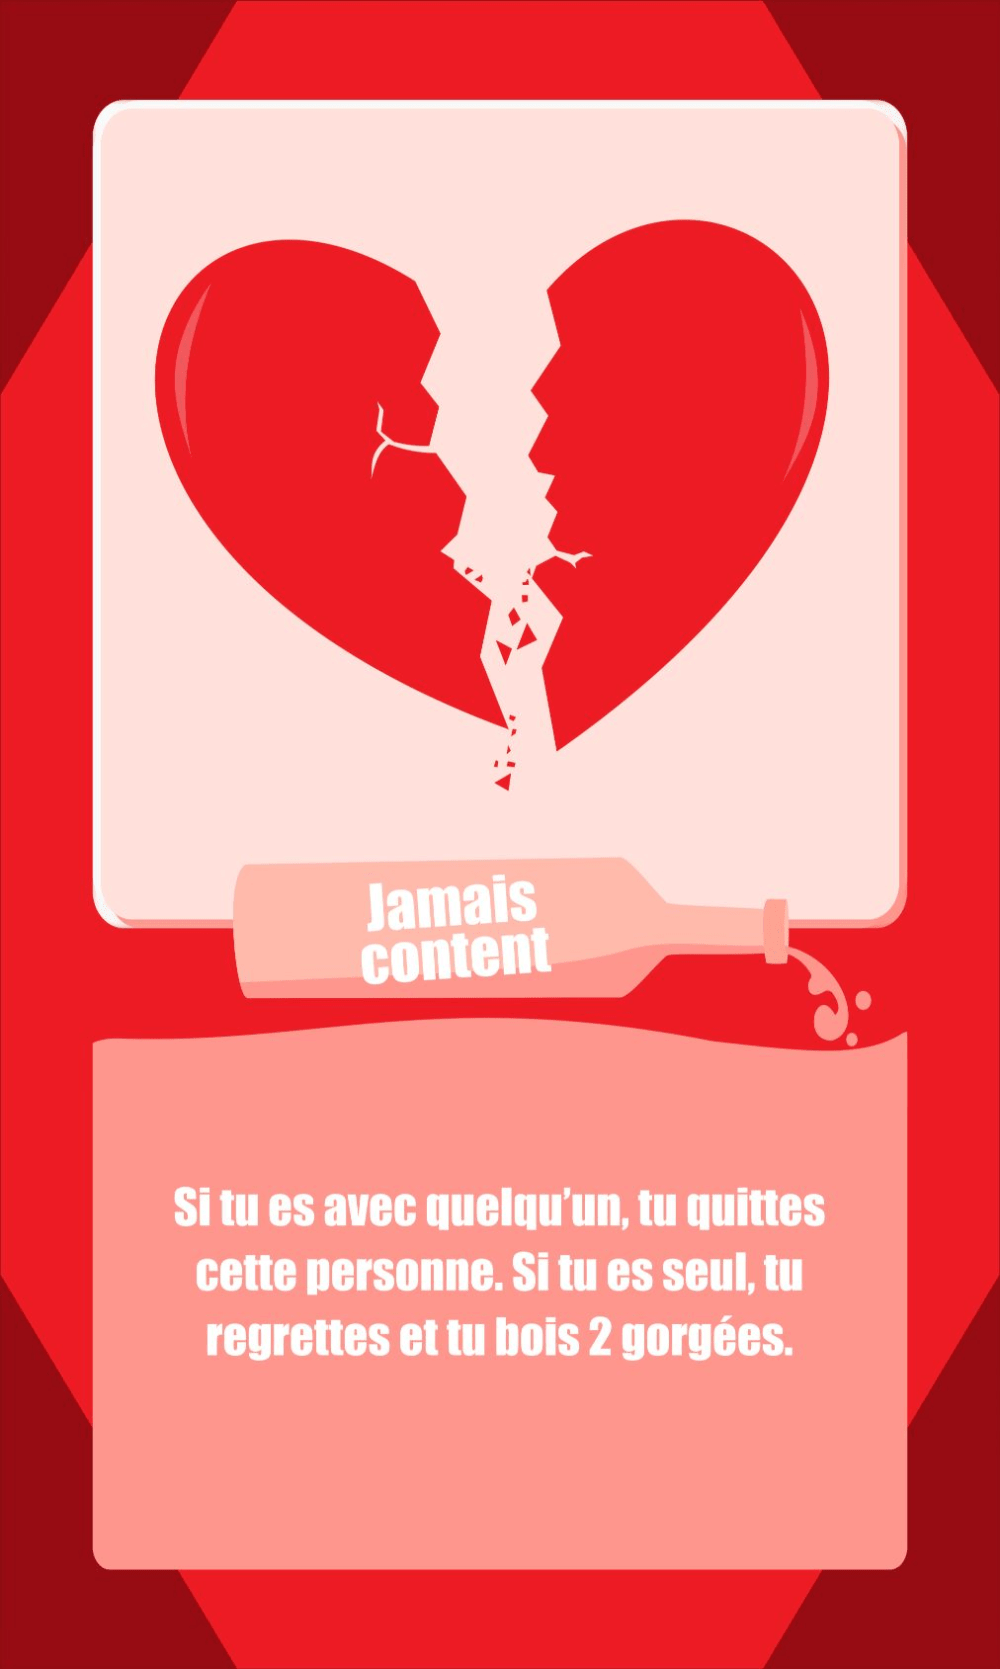 Jamais
content
Si tu es avec quelqu’un, tu quittes
cette personne. Si tu es seul, tu
regrettes et tu bois 2 gorgées.